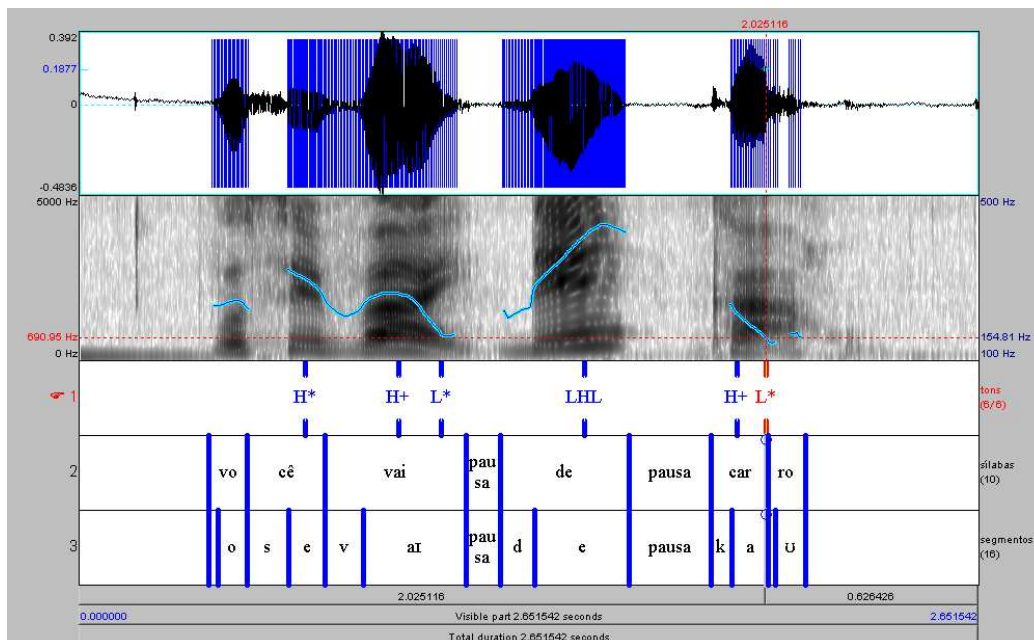 2.025116
0.392
0.1877
0
-0.4836
5000 Hz
500 Hz
690.95 Hz
154.81 Hz
0 Hz
100 Hz
☛ 1 H* H+ L* LHL H+ L* tons (6/6)
2 vo cê vai pau sa de pausa car ro sílabas (10)
3 o s e v aɪ pau sa d e pausa k a ʊ segmentos (16)
2.025116 0.626426
0.000000 Visible part 2.651542 seconds 2.651542
Total duration 2.651542 seconds